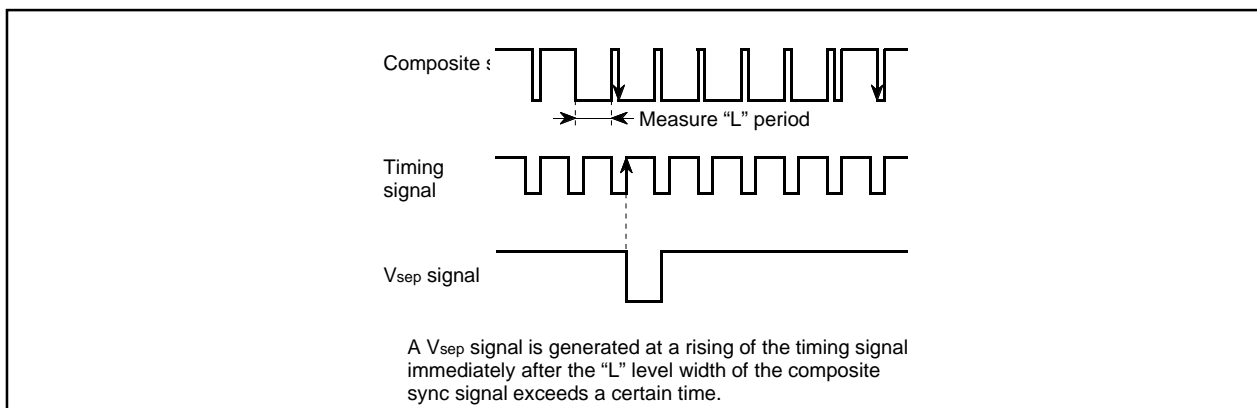 Composite s
Measure “L” period
Timing
signal
Vsep signal
A Vsep signal is generated at a rising of the timing signal
immediately after the “L” level width of the composite
sync signal exceeds a certain time.